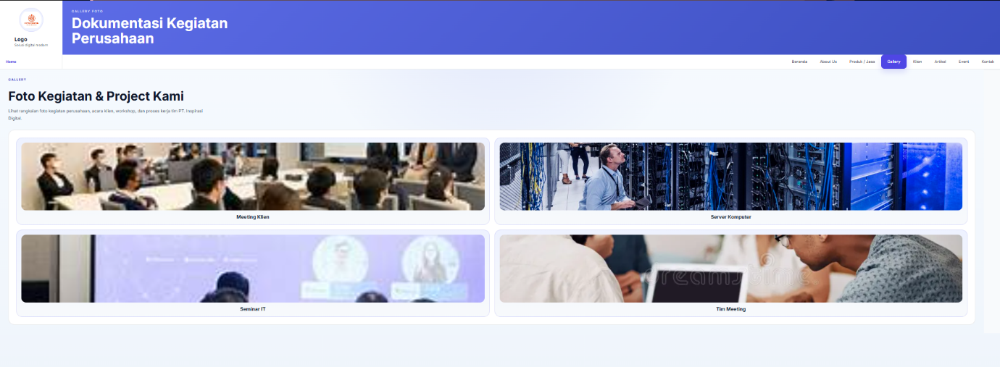 GALLERY FOTO
Dokumentasi Kegiatan
Perusahaan
Logo
Solusi digital modern
Home
Beranda
About Us
Produk / Jasa
Gallery
Klien
Artikel
Event
Kontak
GALLERY
Foto Kegiatan & Project Kami
Lihat rangkaian foto kegiatan perusahaan, acara klien, workshop, dan proses kerja tim PT. Inspirasi
Digital.
Meeting Klien
Server Komputer
Seminar IT
Tim Meeting
dreamstime